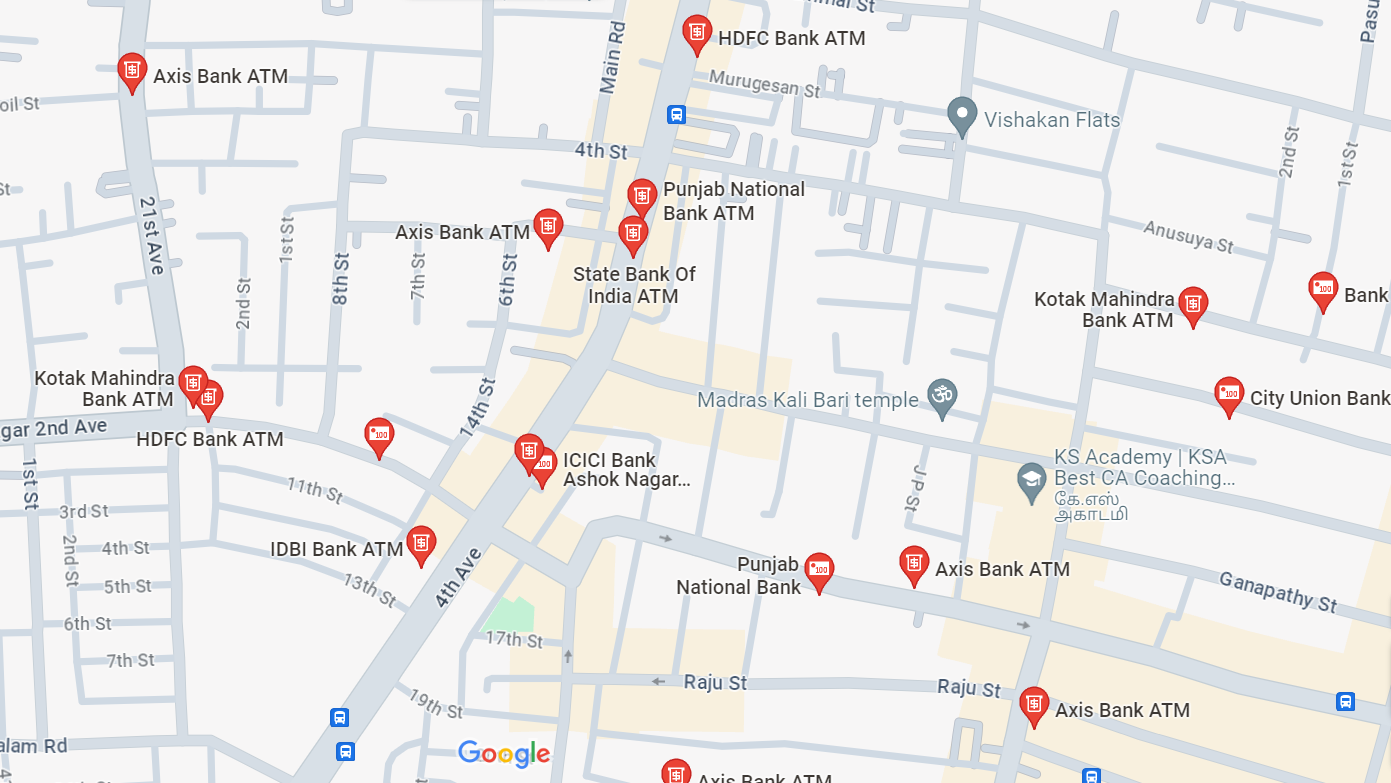 mal St
Main Rd
Pasu
HDFC Bank ATM
Axis Bank ATM
Murugesan St
oil St
Vishakan Flats
4th St
2nd St
1st St
St
Punjab National
Bank ATM
21st Ave
1st St
Axis Bank ATM
Anusuya St
8th St
7th St
6th St
State Bank Of
India ATM
2nd St
Kotak Mahindra
Bank ATM
Bank
Kotak Mahindra
Bank ATM
14th St
Madras Kali Bari temple
City Union Bank
gar 2nd Ave
HDFC Bank ATM
ICICI Bank
Ashok Nagar...
KS Academy | KSA
Best CA Coaching...
கே.எஸ்
அகாடமி
1st St
11th St
J P St
3rd St
2nd St
4th St
IDBI Bank ATM
4th Ave
Punjab
National Bank
Axis Bank ATM
Ganapathy St
5th St
13th St
6th St
17th St
7th St
Raju St
Raju St
19th St
Axis Bank ATM
alam Rd
Google
Axis Bank ATM